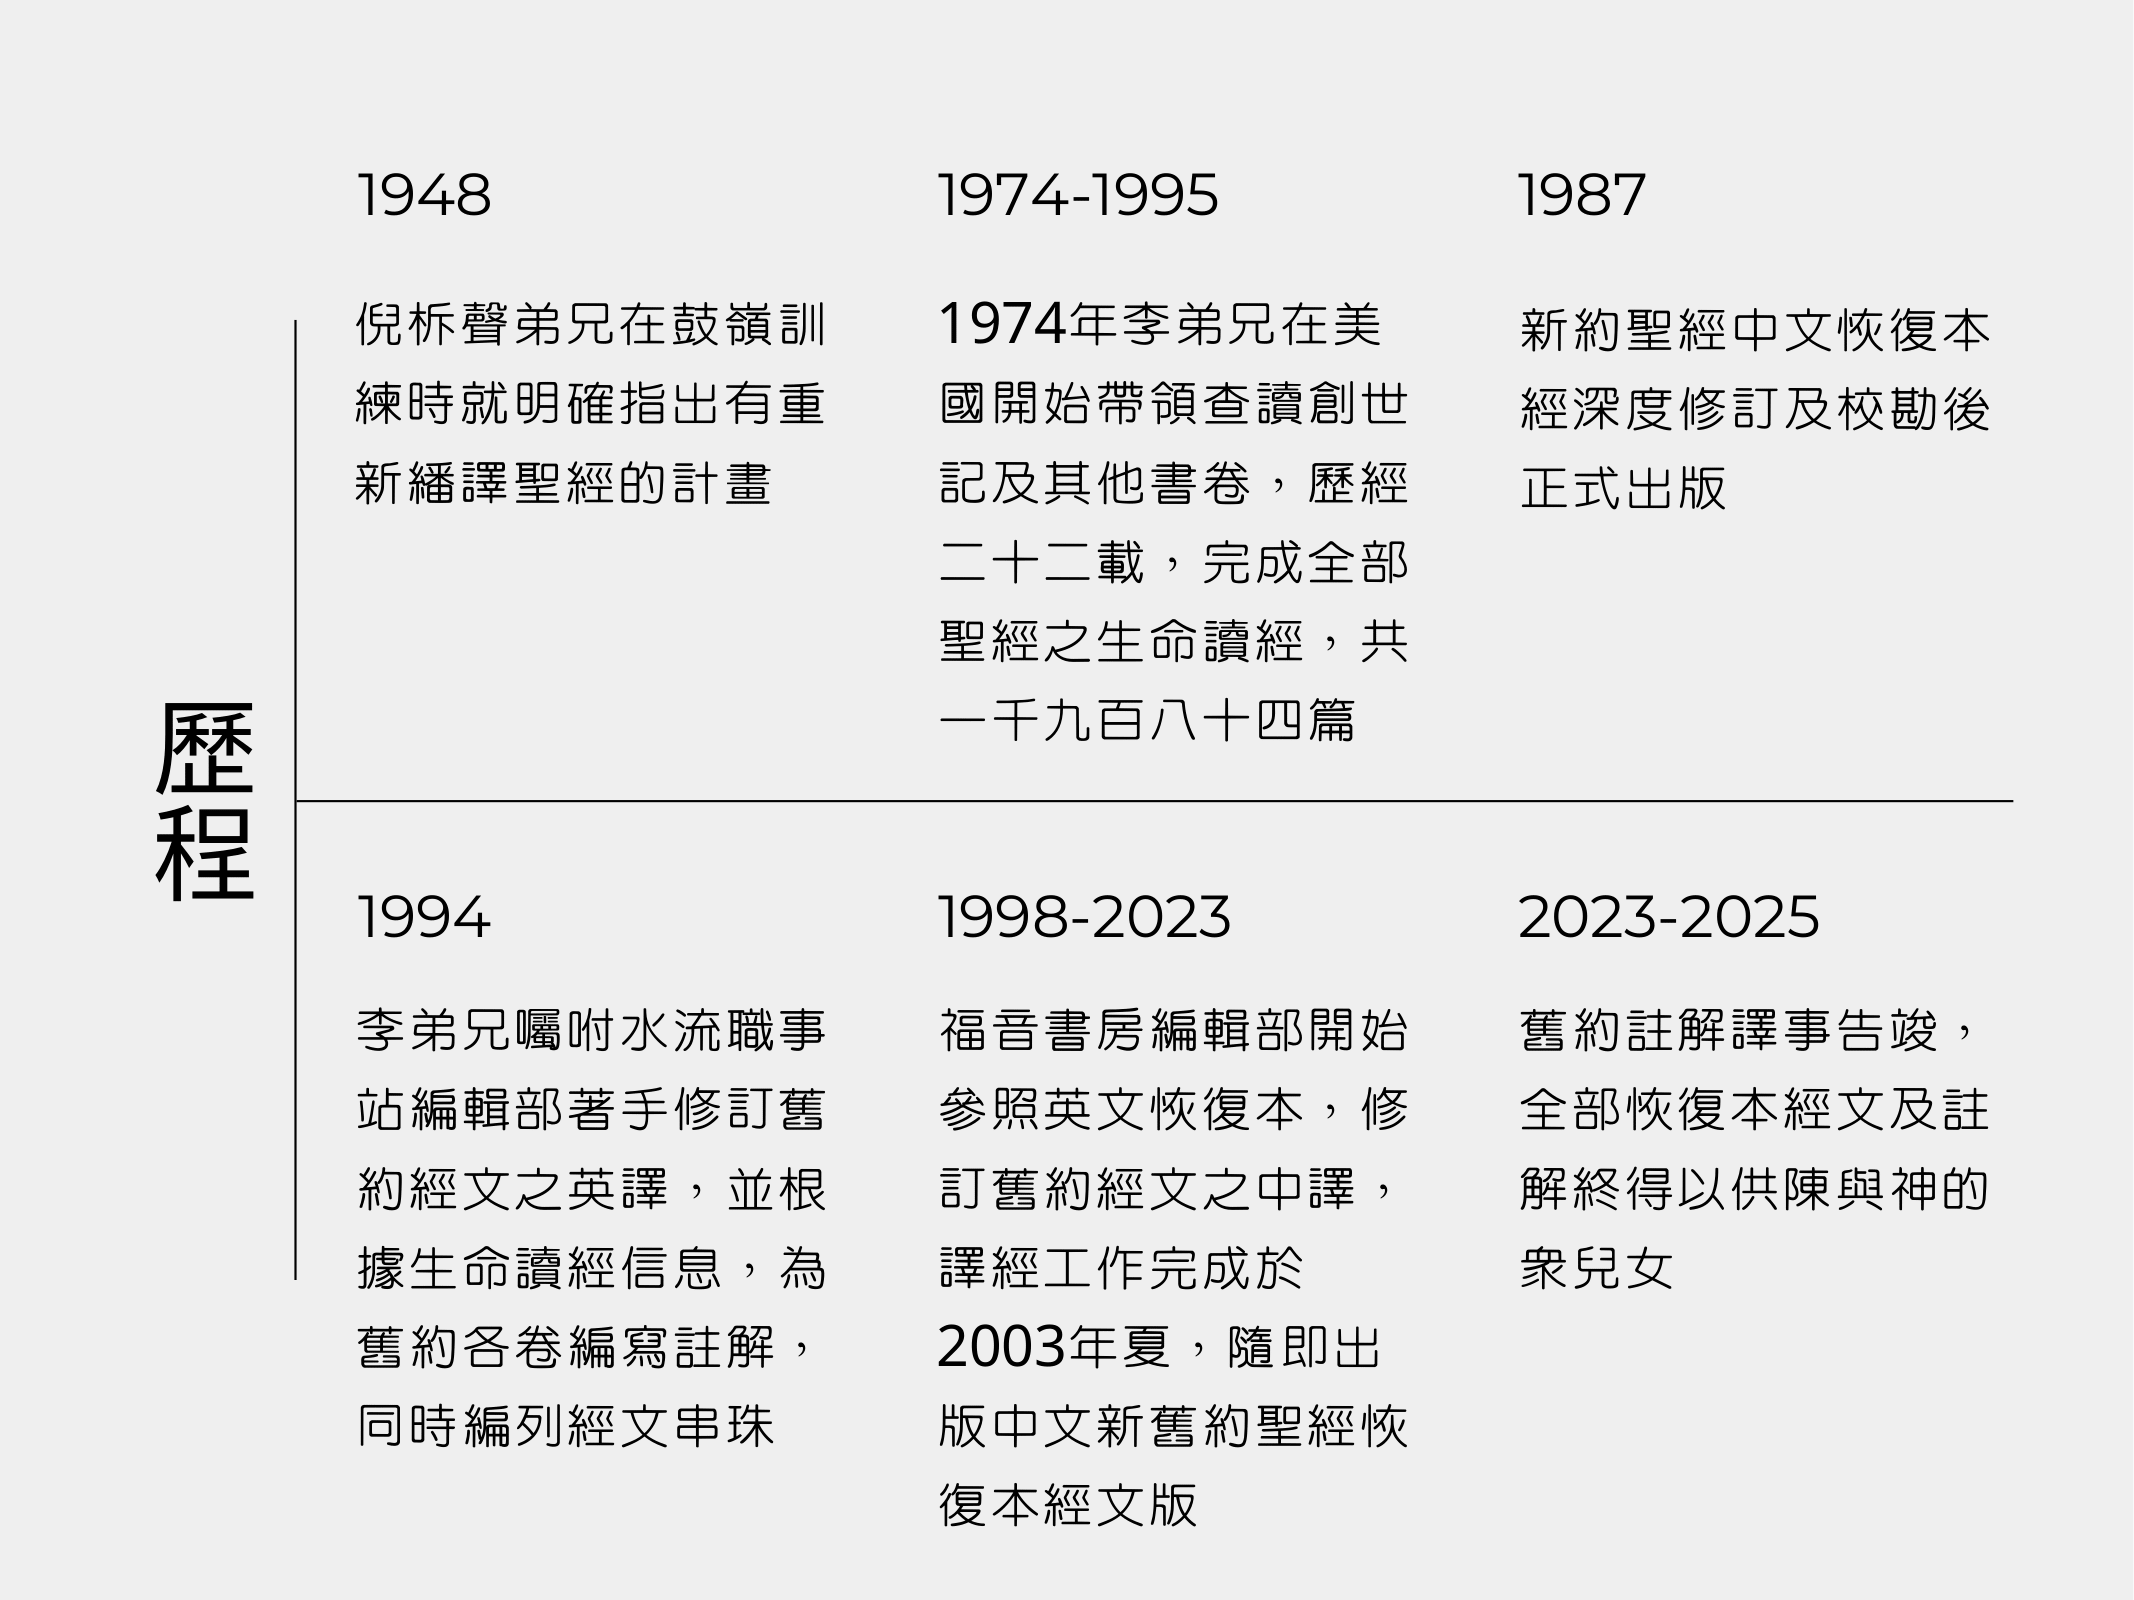 歷程
1948
倪柝聲弟兄在鼓嶺訓
練時就明確指出有重
新繙譯聖經的計畫
1974-1995
1974年李弟兄在美
國開始帶領查讀創世
記及其他書卷，歷經
二十二載，完成全部
聖經之生命讀經，共
一千九百八十四篇
1987
新約聖經中文恢復本
經深度修訂及校勘後
正式出版
1994
李弟兄囑咐水流職事
站編輯部著手修訂舊
約經文之英譯，並根
據生命讀經信息，為
舊約各卷編寫註解，
同時編列經文串珠
1998-2023
福音書房編輯部開始
參照英文恢復本，修
訂舊約經文之中譯，
譯經工作完成於
2003年夏，隨即出
版中文新舊約聖經恢
復本經文版
2023-2025
舊約註解譯事告竣，
全部恢復本經文及註
解終得以供陳與神的
衆兒女